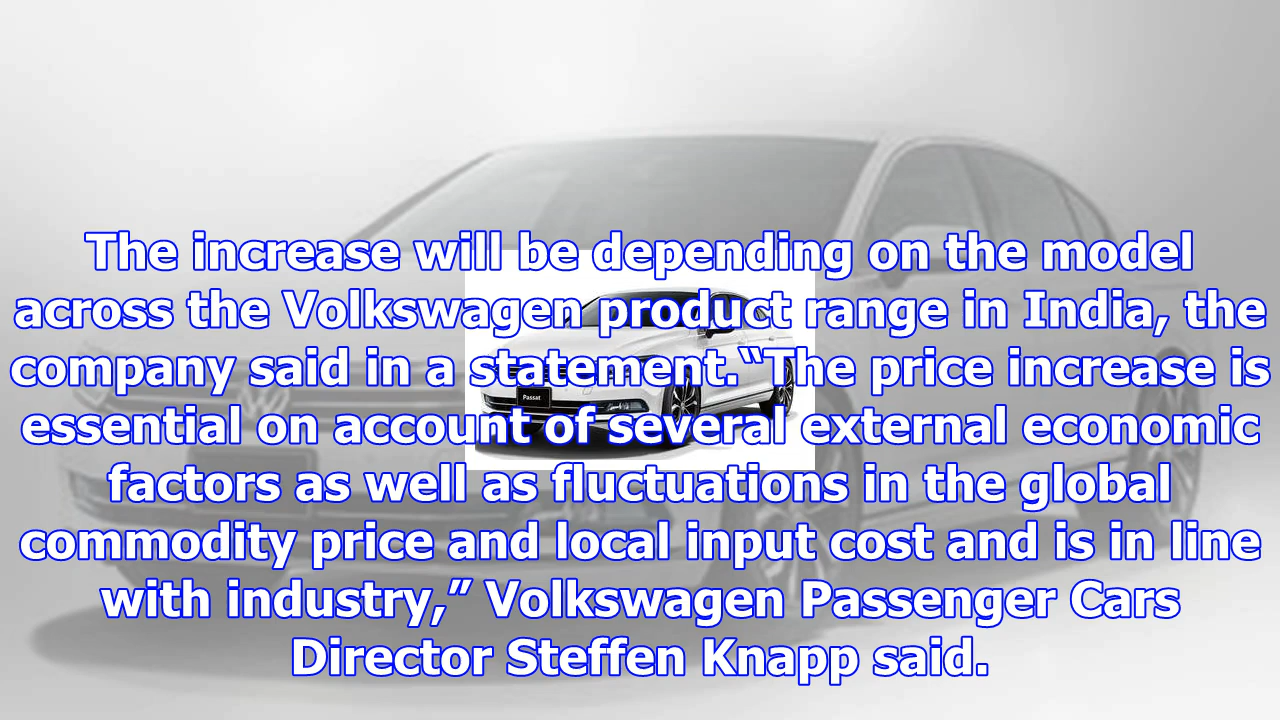 The increase will be depending on the model
across the Volkswagen product range in India, the
company said in a statement.“The price increase is
essential on account of several external economic
factors as well as fluctuations in the global
commodity price and local input cost and is in line
with industry,” Volkswagen Passenger Cars
Director Steffen Knapp said.
Passat